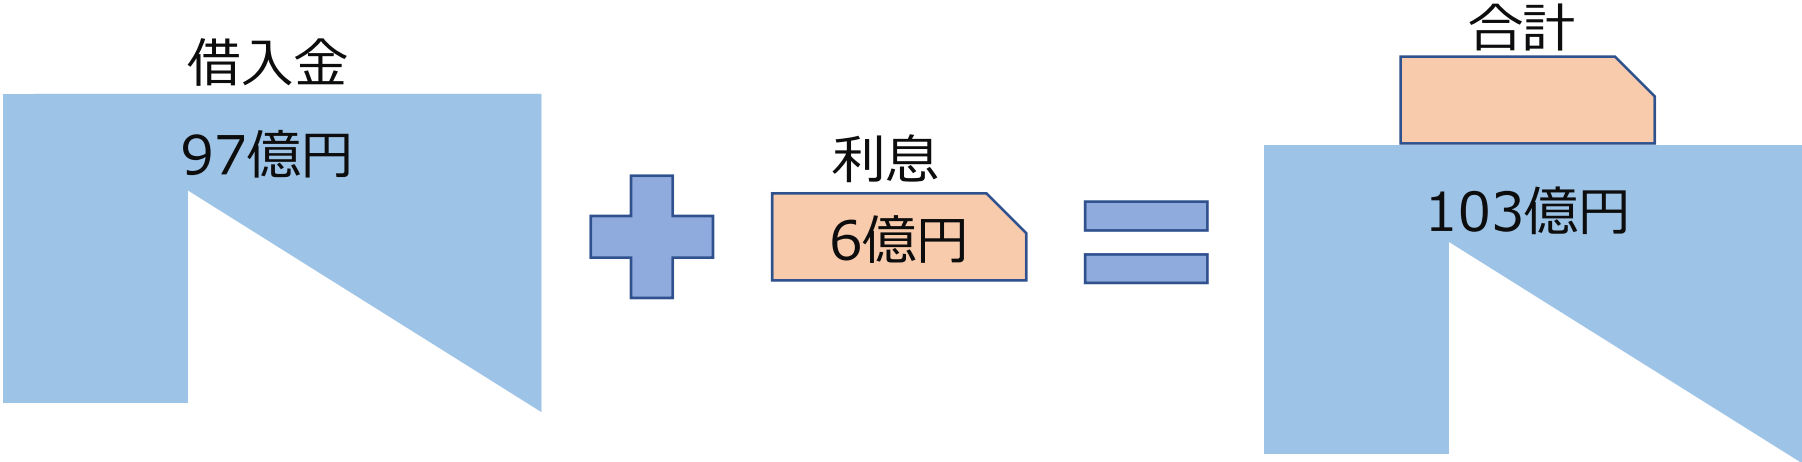 借入金
97億円
利息
6億円
合計
103億円